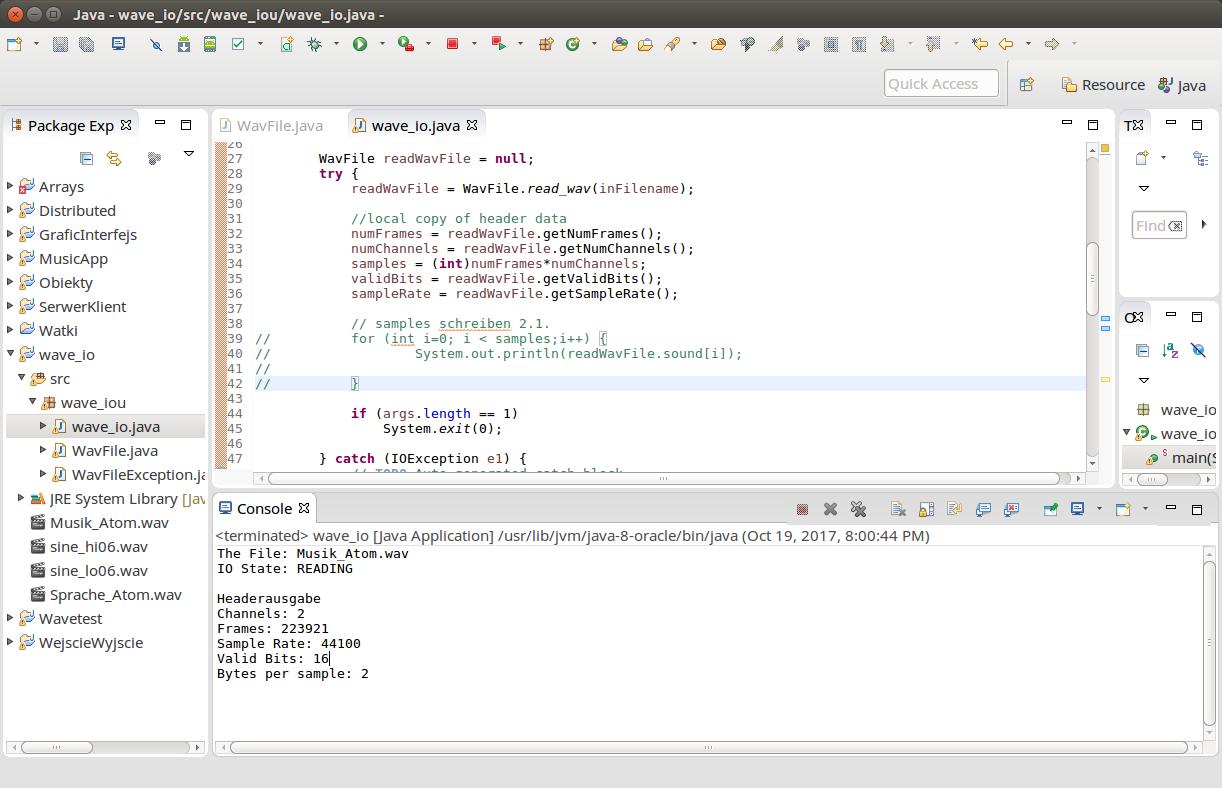 Java - wave_io/src/wave_iou/wave_io.java -
Quick Access
Resource
Java
Package Exp
Arrays
Distributed
GraficInterfejs
MusicApp
Obiekty
SerwerKlient
Watki
wave_io
src
wave_iou
wave_io.java
WavFile.java
WavFileException.ja
JRE System Library [Jav
Musik_Atom.wav
sine_hi06.wav
sine_lo06.wav
Sprache_Atom.wav
Wavetest
WejscieWyjscie
WavFile.java
wave_io.java
26
27 WavFile readWavFile = null;
28 try {
29 readWavFile = WavFile.read_wav(inFilename);
30
31 //local copy of header data
32 numFrames = readWavFile.getNumFrames();
33 numChannels = readWavFile.getNumChannels();
34 samples = (int)numFrames*numChannels;
35 validBits = readWavFile.getValidBits();
36 sampleRate = readWavFile.getSampleRate();
37
38 // samples schreiben 2.1.
39 // for (int i=0; i < samples;i++) {
40 // System.out.println(readWavFile.sound[i]);
41 //
42 // }
43
44 if (args.length == 1)
45 System.exit(0);
46
47 } catch (IOException e1) {
// TODO Auto-generated catch block
T
Find
O
wave_io
wave_io
main(S
Console
<terminated> wave_io [Java Application] /usr/lib/jvm/java-8-oracle/bin/java (Oct 19, 2017, 8:00:44 PM)
The File: Musik_Atom.wav
IO State: READING
Headerausgabe
Channels: 2
Frames: 223921
Sample Rate: 44100
Valid Bits: 16
Bytes per sample: 2